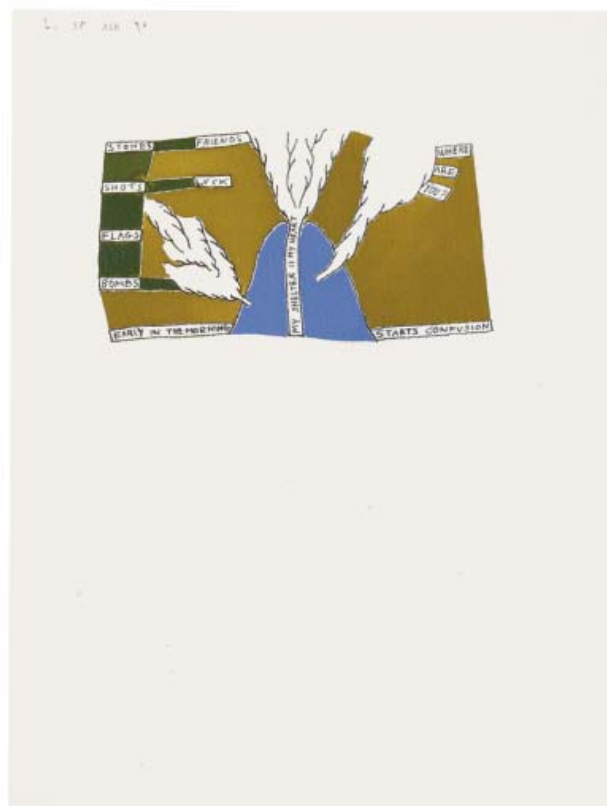 STONES
FRIENDS
SHOTS
LUCK
FLAGS
BOMBS
EARLY IN THE MORNING
MY SHELTER IS MY HEART
STARTS CONFUSION
WHERE
ARE
YOU?